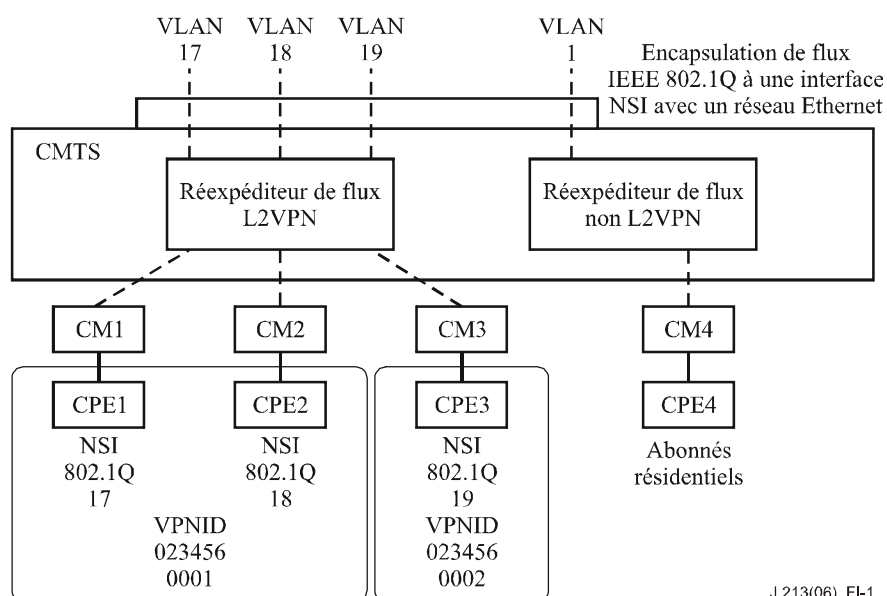 VLAN 17
VLAN 18
VLAN 19
VLAN 1
Encapsulation de flux
IEEE 802.1Q à une interface
NSI avec un réseau Ethernet
CMTS
Réexpéditeur de flux
L2VPN
Réexpéditeur de flux
non L2VPN
CM1
CM2
CM3
CM4
CPE1
CPE2
CPE3
CPE4
NSI
802.1Q
17
NSI
802.1Q
18
NSI
802.1Q
19
Abonnés
résidentiels
VPNID
023456
0001
VPNID
023456
0002
J.213(06)_FI-1